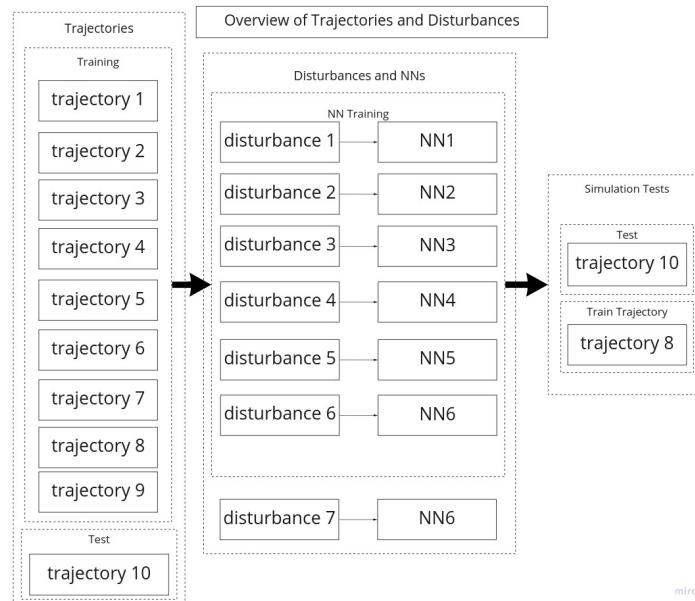 Overview of Trajectories and Disturbances
Trajectories
Training
trajectory 1
trajectory 2
trajectory 3
trajectory 4
trajectory 5
trajectory 6
trajectory 7
trajectory 8
trajectory 9
Test
trajectory 10
Disturbances and NNs
NN Training
disturbance 1 NN1
disturbance 2 NN2
disturbance 3 NN3
disturbance 4 NN4
disturbance 5 NN5
disturbance 6 NN6
disturbance 7 NN6
Simulation Tests
Test
trajectory 10
Train Trajectory
trajectory 8